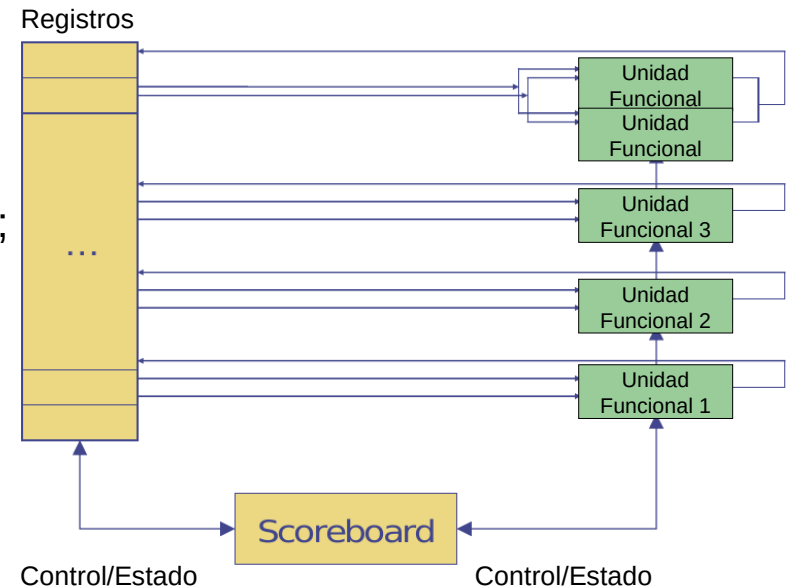 Registros
Unidad
Funcional
Unidad
Funcional
Unidad
Funcional 3
;
...
Unidad
Funcional 2
Unidad
Funcional 1
Scoreboard
Control/Estado
Control/Estado